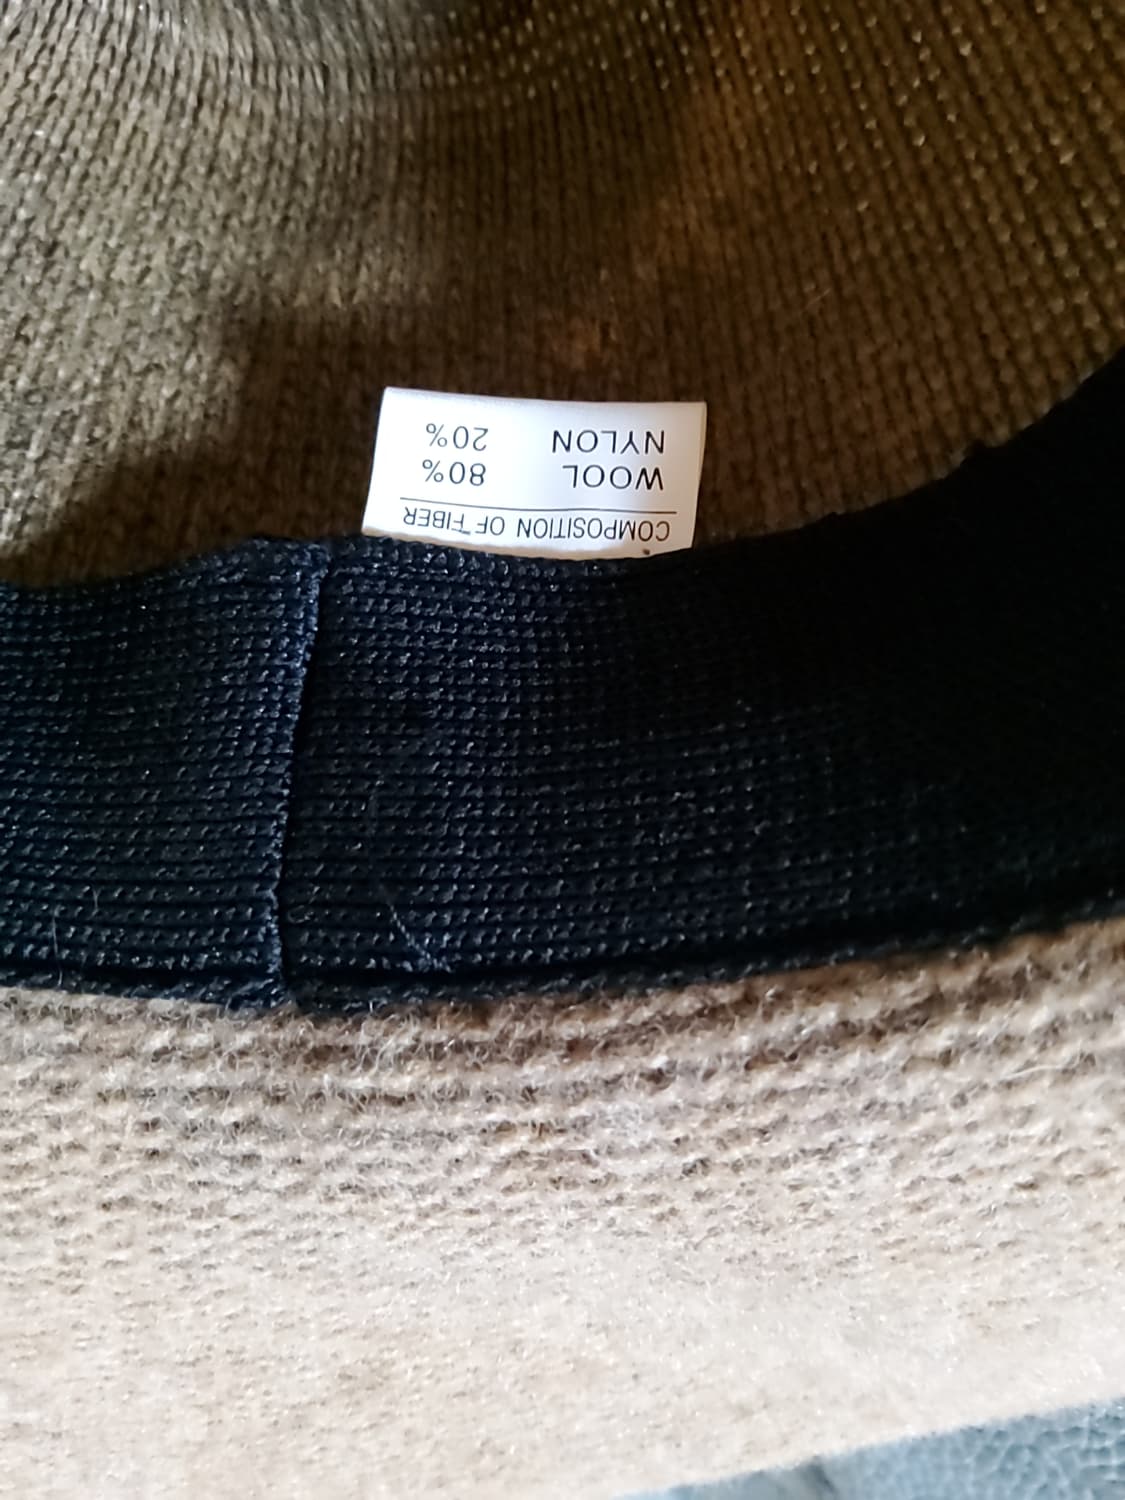 COMPOSITION OF FIBER
WOOL 80%
NYLON 20%